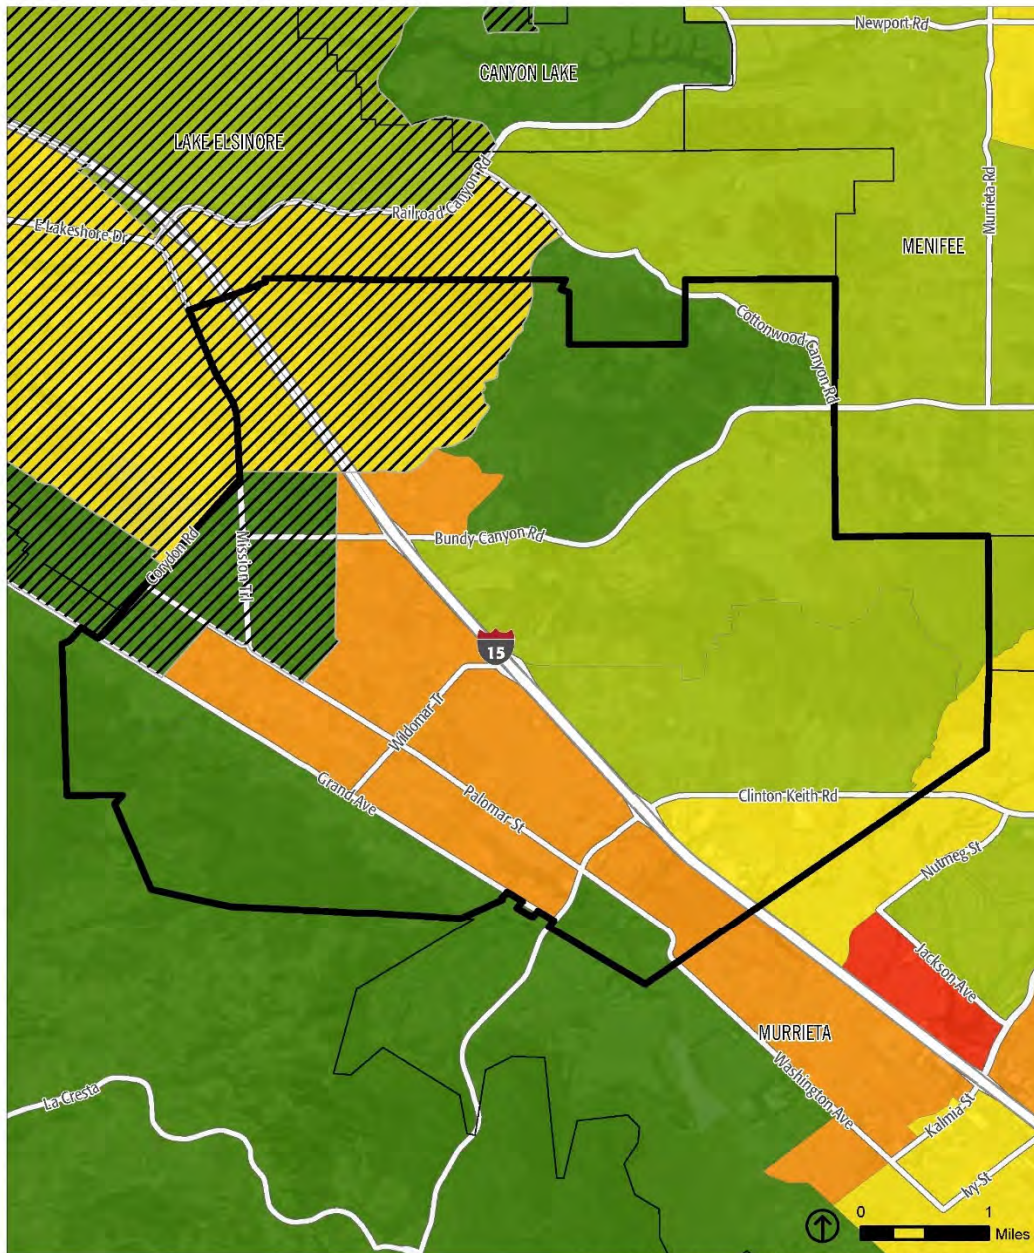 Newport Rd
CANYON LAKE
LAKE ELSINORE
Murrieta Rd
Railroad Canyon Rd
E Lakeshore Dr
MENIFEE
Cottonwood Canyon Rd
Corydon Rd
Mission Trl
Bundy Canyon Rd
15
Wildomar Tr
Grand Ave
Palomar St
Clinton Keith Rd
Nutmeg St
Jackson Ave
MURRIETA
Washington Ave
La Cresta
Kalmia St
Ivy St
0 1
Miles